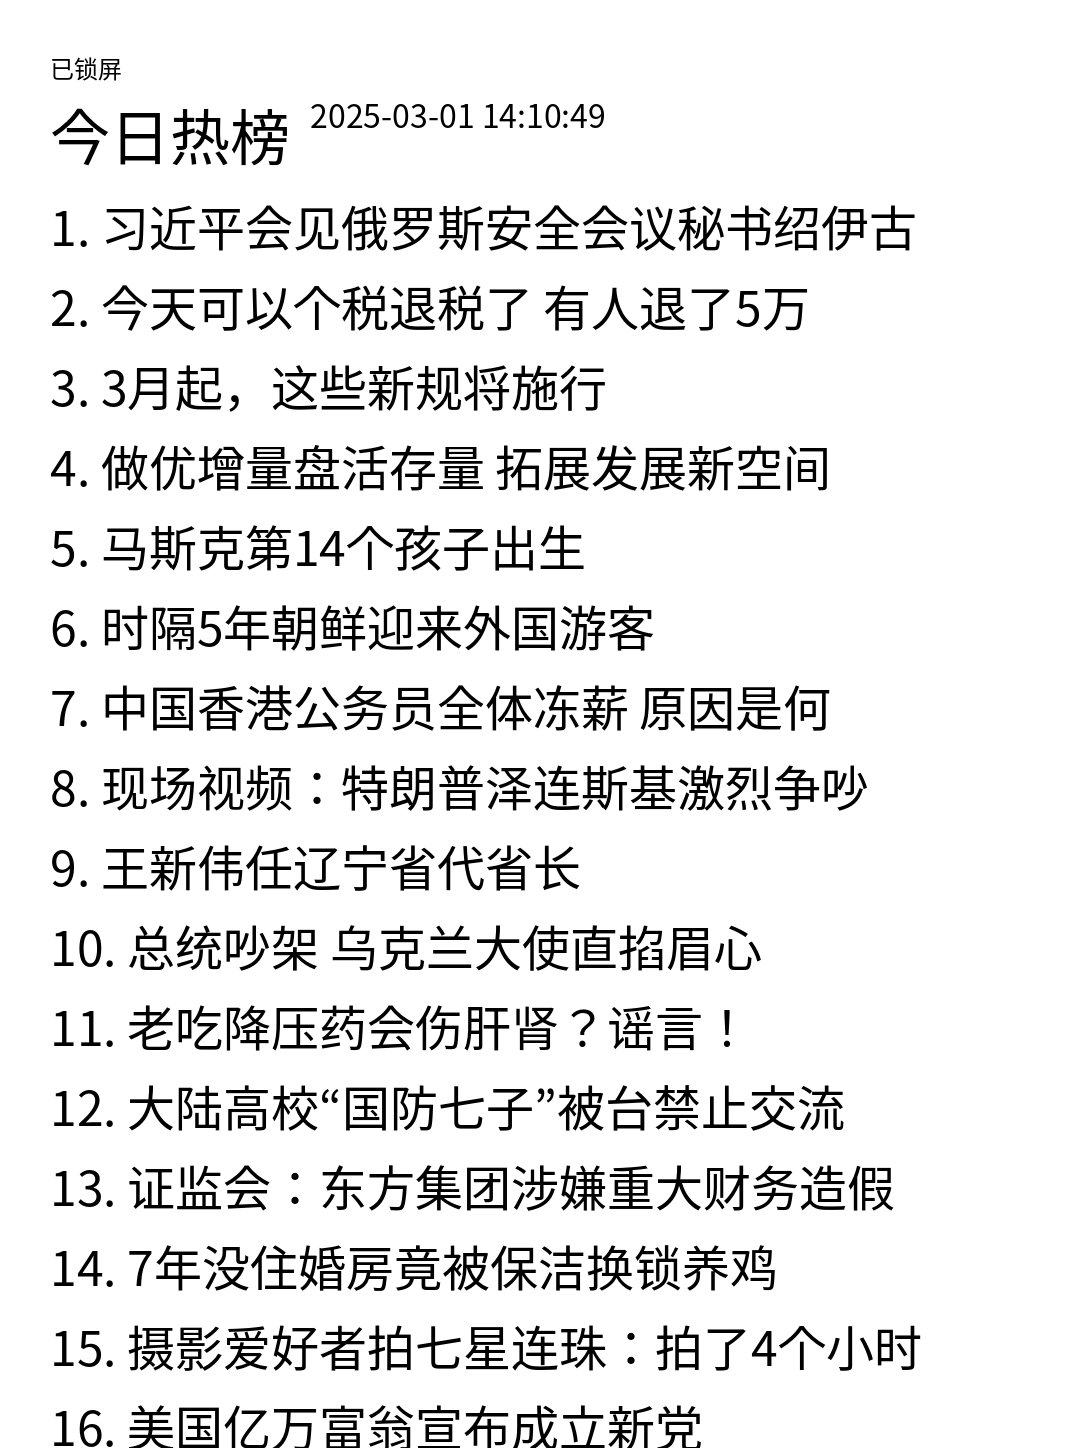 已锁屏
今日热榜 2025-03-01 14:10:49
1. 习近平会见俄罗斯安全会议秘书绍伊古
2. 今天可以个税退税了 有人退了5万
3. 3月起，这些新规将施行
4. 做优增量盘活存量 拓展发展新空间
5. 马斯克第14个孩子出生
6. 时隔5年朝鲜迎来外国游客
7. 中国香港公务员全体冻薪 原因是何
8. 现场视频：特朗普泽连斯基激烈争吵
9. 王新伟任辽宁省代省长
10. 总统吵架 乌克兰大使直掐眉心
11. 老吃降压药会伤肝肾？谣言！
12. 大陆高校“国防七子”被台禁止交流
13. 证监会：东方集团涉嫌重大财务造假
14. 7年没住婚房竟被保洁换锁养鸡
15. 摄影爱好者拍七星连珠：拍了4个小时
16. 美国亿万富翁宣布成立新党